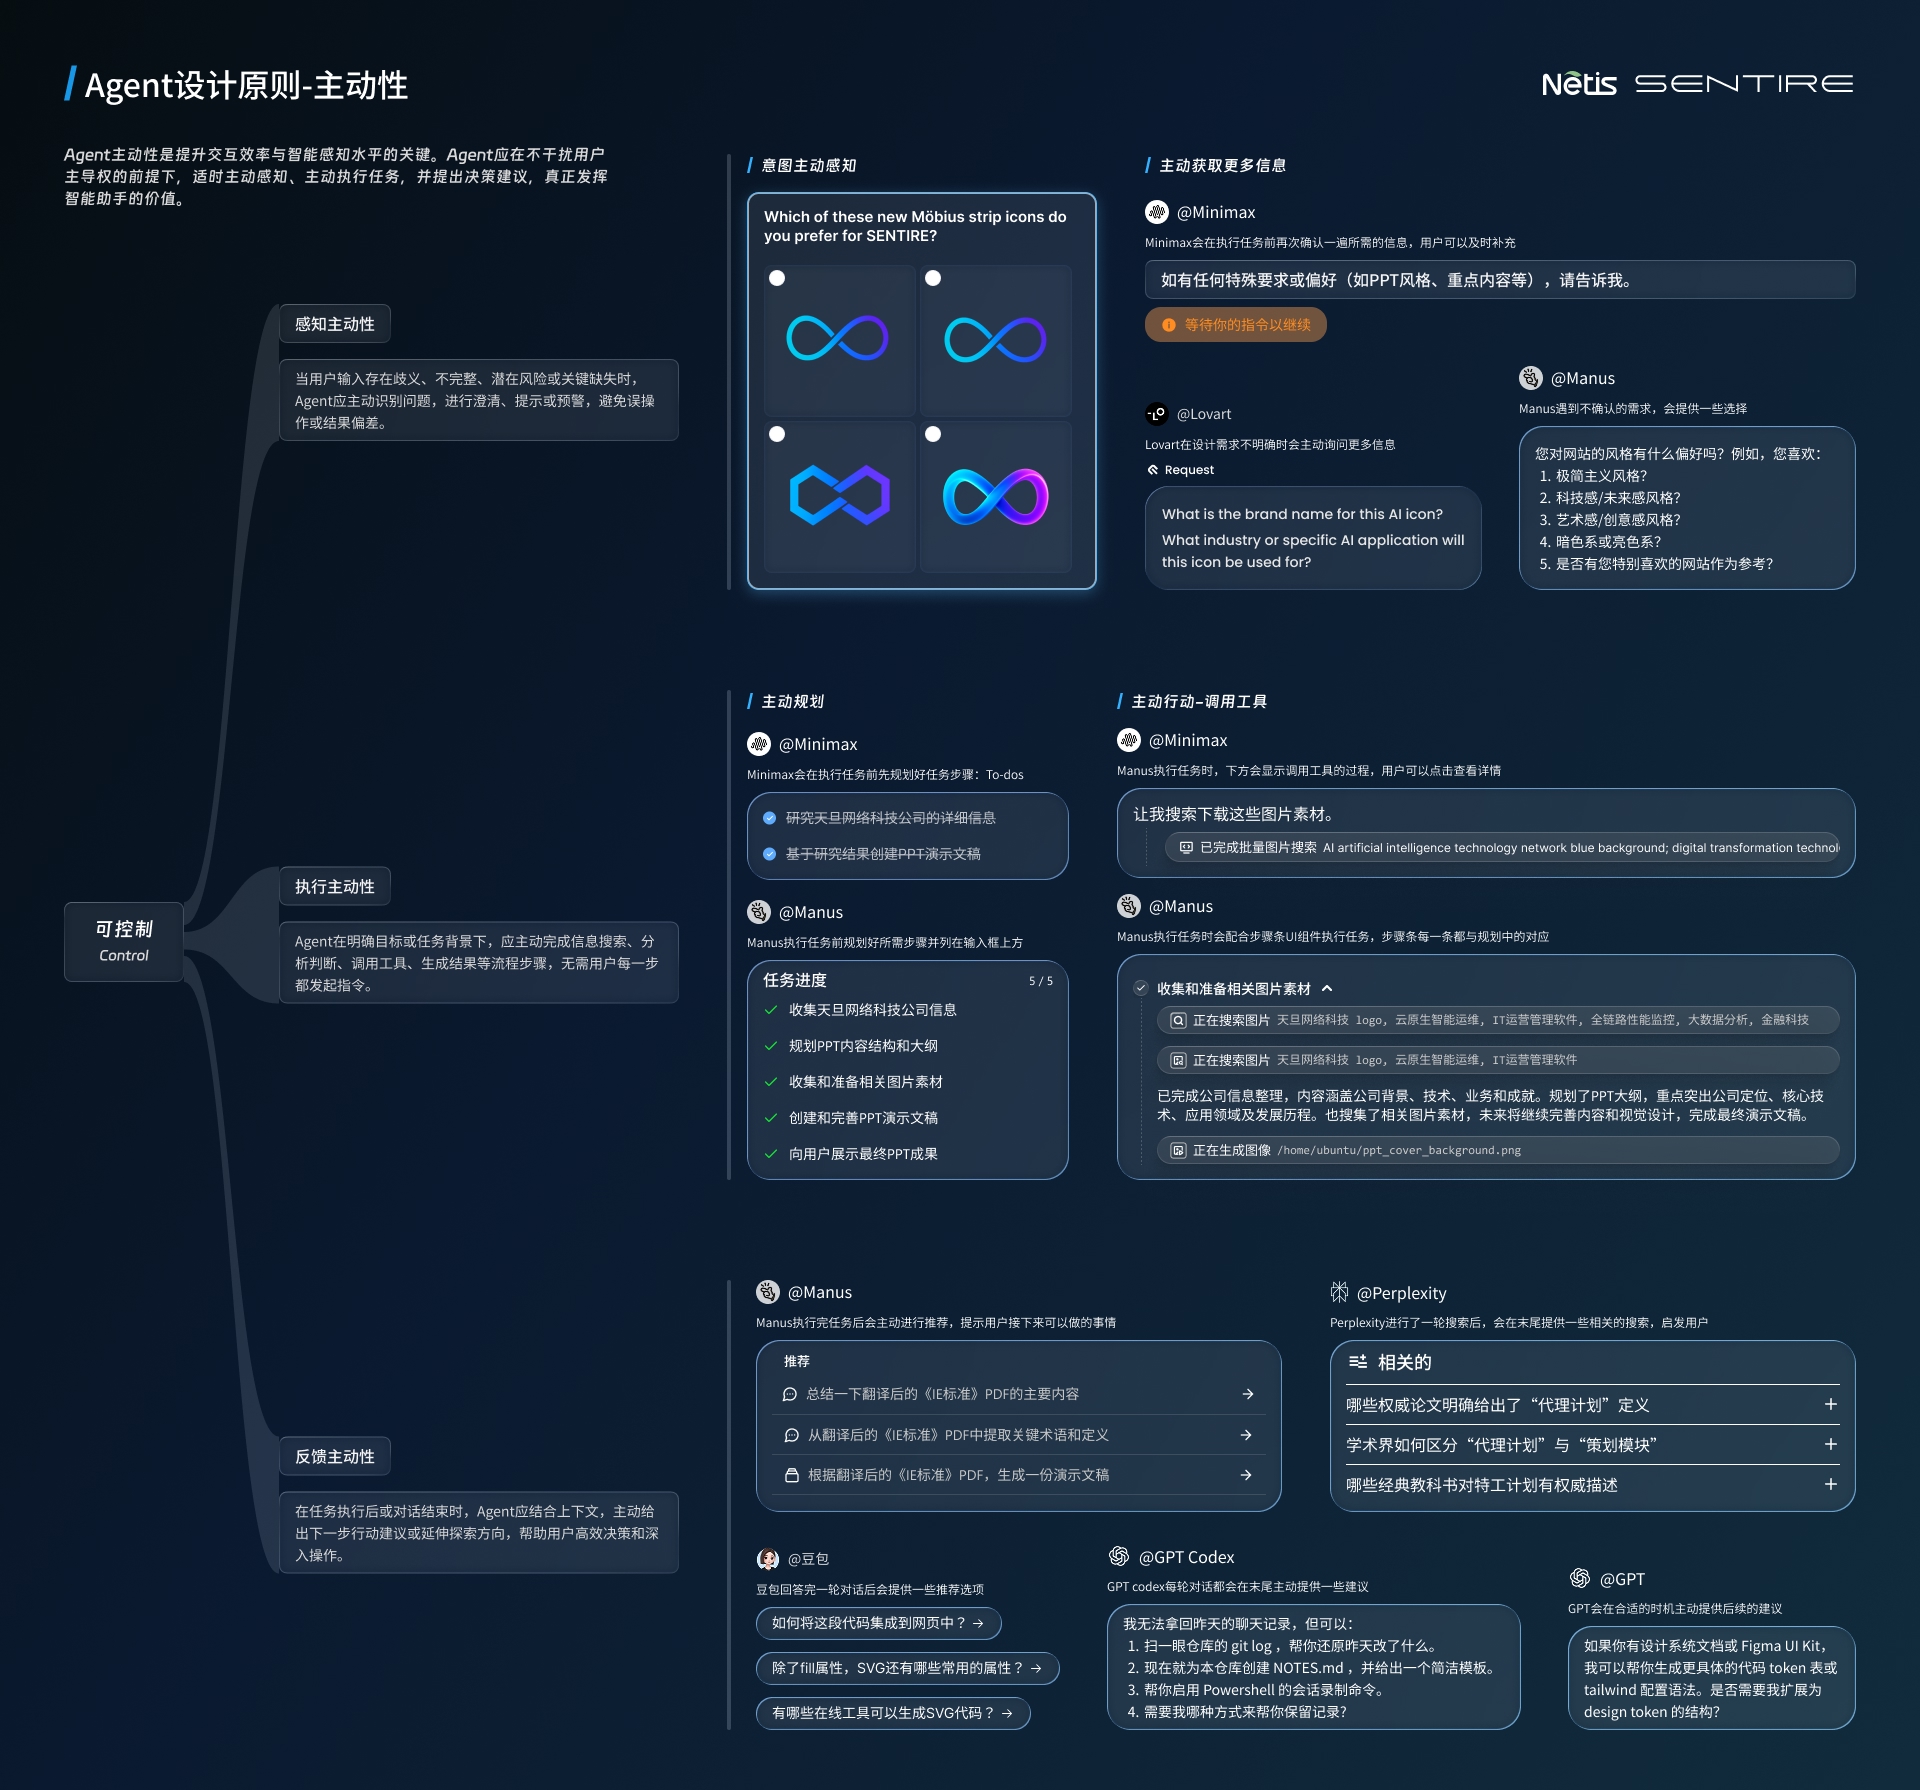 Agent设计原则-主动性
Netis SENTIRE
Agent主动性是提升交互效率与智能感知水平的关键。Agent应在不干扰用户
主导权的前提下，适时主动感知、主动执行任务，并提出决策建议，真正发挥
智能助手的价值。
可控制
Control
感知主动性
当用户输入存在歧义、不完整、潜在风险或关键缺失时，
Agent应主动识别问题，进行澄清、提示或预警，避免误操
作或结果偏差。
意图主动感知
Which of these new Möbius strip icons do
you prefer for SENTIRE?
主动获取更多信息
@Minimax
Minimax会在执行任务前再次确认一遍所需的信息，用户可以及时补充
如有任何特殊要求或偏好（如PPT风格、重点内容等），请告诉我。
等待你的指令以继续
@Lovart
Lovart在设计需求不明确时会主动询问更多信息
Request
What is the brand name for this AI icon?
What industry or specific AI application will
this icon be used for?
@Manus
Manus遇到不确认的需求，会提供一些选择
您对网站的风格有什么偏好吗？例如，您喜欢：
1. 极简主义风格？
2. 科技感/未来感风格？
3. 艺术感/创意感风格？
4. 暗色系或亮色系？
5. 是否有您特别喜欢的网站作为参考？
执行主动性
Agent在明确目标或任务背景下，应主动完成信息搜索、分
析判断、调用工具、生成结果等流程步骤，无需用户每一步
都发起指令。
主动规划
@Minimax
Minimax会在执行任务前先规划好任务步骤：To-dos
研究天旦网络科技公司的详细信息
基于研究结果创建PPT演示文稿
@Manus
Manus执行任务前规划好所需步骤并列在输入框上方
任务进度 5 / 5
收集天旦网络科技公司信息
规划PPT内容结构和大纲
收集和准备相关图片素材
创建和完善PPT演示文稿
向用户展示最终PPT成果
主动行动-调用工具
@Minimax
Manus执行任务时，下方会显示调用工具的过程，用户可以点击查看详情
让我搜索下载这些图片素材。
已完成批量图片搜索 AI artificial intelligence technology network blue background; digital transformation technol
@Manus
Manus执行任务时会配合步骤条UI组件执行任务，步骤条每一条都与规划中的对应
收集和准备相关图片素材
正在搜索图片 天旦网络科技 logo, 云原生智能运维, IT运营管理软件, 全链路性能监控, 大数据分析, 金融科技
正在搜索图片 天旦网络科技 logo, 云原生智能运维, IT运营管理软件
已完成公司信息整理，内容涵盖公司背景、技术、业务和成就。规划了PPT大纲，重点突出公司定位、核心技
术、应用领域及发展历程。也搜集了相关图片素材，未来将继续完善内容和视觉设计，完成最终演示文稿。
正在生成图像 /home/ubuntu/ppt_cover_background.png
反馈主动性
在任务执行后或对话结束时，Agent应结合上下文，主动给
出下一步行动建议或延伸探索方向，帮助用户高效决策和深
入操作。
@Manus
Manus执行完任务后会主动进行推荐，提示用户接下来可以做的事情
推荐
总结一下翻译后的《IE标准》PDF的主要内容
从翻译后的《IE标准》PDF中提取关键术语和定义
根据翻译后的《IE标准》PDF，生成一份演示文稿
@Perplexity
Perplexity进行了一轮搜索后，会在末尾提供一些相关的搜索，启发用户
相关的
哪些权威论文明确给出了“代理计划”定义
学术界如何区分“代理计划”与“策划模块”
哪些经典教科书对特工计划有权威描述
@豆包
豆包回答完一轮对话后会提供一些推荐选项
如何将这段代码集成到网页中？→
除了fill属性，SVG还有哪些常用的属性？→
有哪些在线工具可以生成SVG代码？→
@GPT Codex
GPT codex每轮对话都会在末尾主动提供一些建议
我无法拿回昨天的聊天记录，但可以：
1. 扫一眼仓库的 git log ，帮你还原昨天改了什么。
2. 现在就为本仓库创建 NOTES.md ，并给出一个简洁模板。
3. 帮你启用 Powershell 的会话录制命令。
4. 需要我哪种方式来帮你保留记录？
@GPT
GPT会在合适的时机主动提供后续的建议
如果你有设计系统文档或 Figma UI Kit，
我可以帮你生成更具体的代码 token 表或
tailwind 配置语法。是否需要我扩展为
design token 的结构？